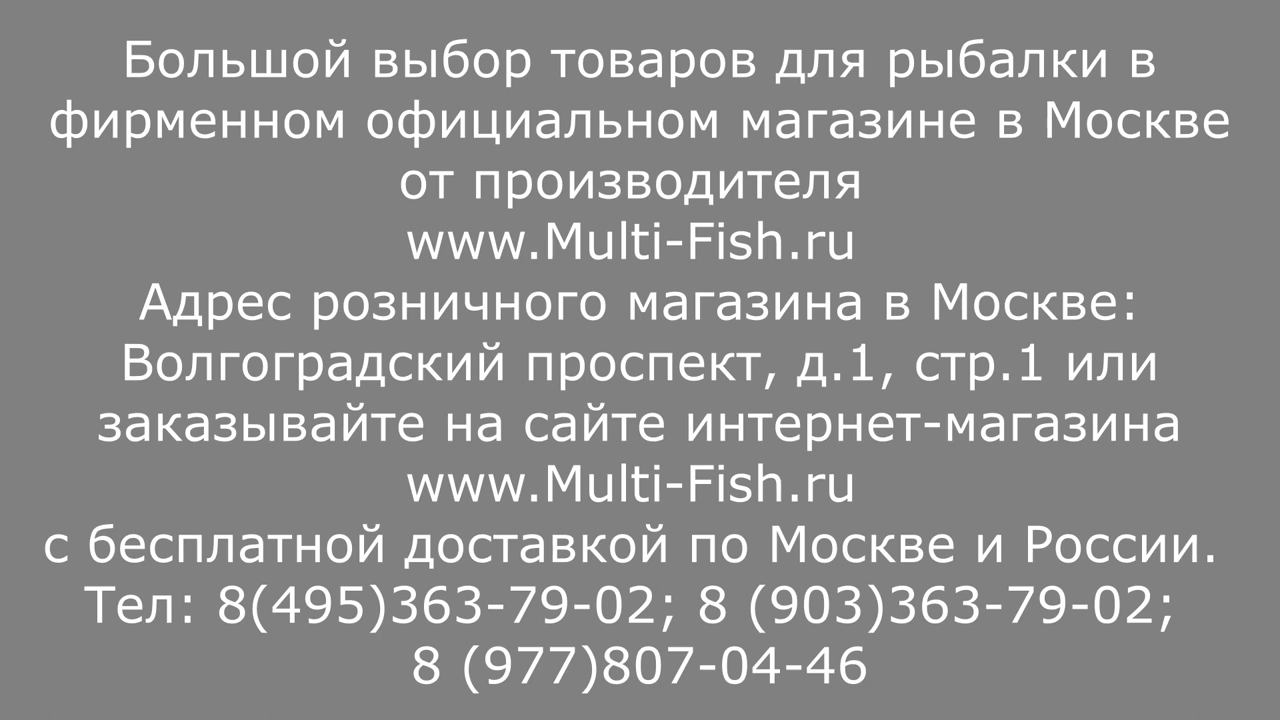 Большой выбор товаров для рыбалки в
фирменном официальном магазине в Москве
от производителя
www.Multi-Fish.ru
Адрес розничного магазина в Москве:
Волгоградский проспект, д.1, стр.1 или
заказывайте на сайте интернет-магазина
www.Multi-Fish.ru
с бесплатной доставкой по Москве и России.
Тел: 8(495)363-79-02; 8 (903)363-79-02;
8 (977)807-04-46